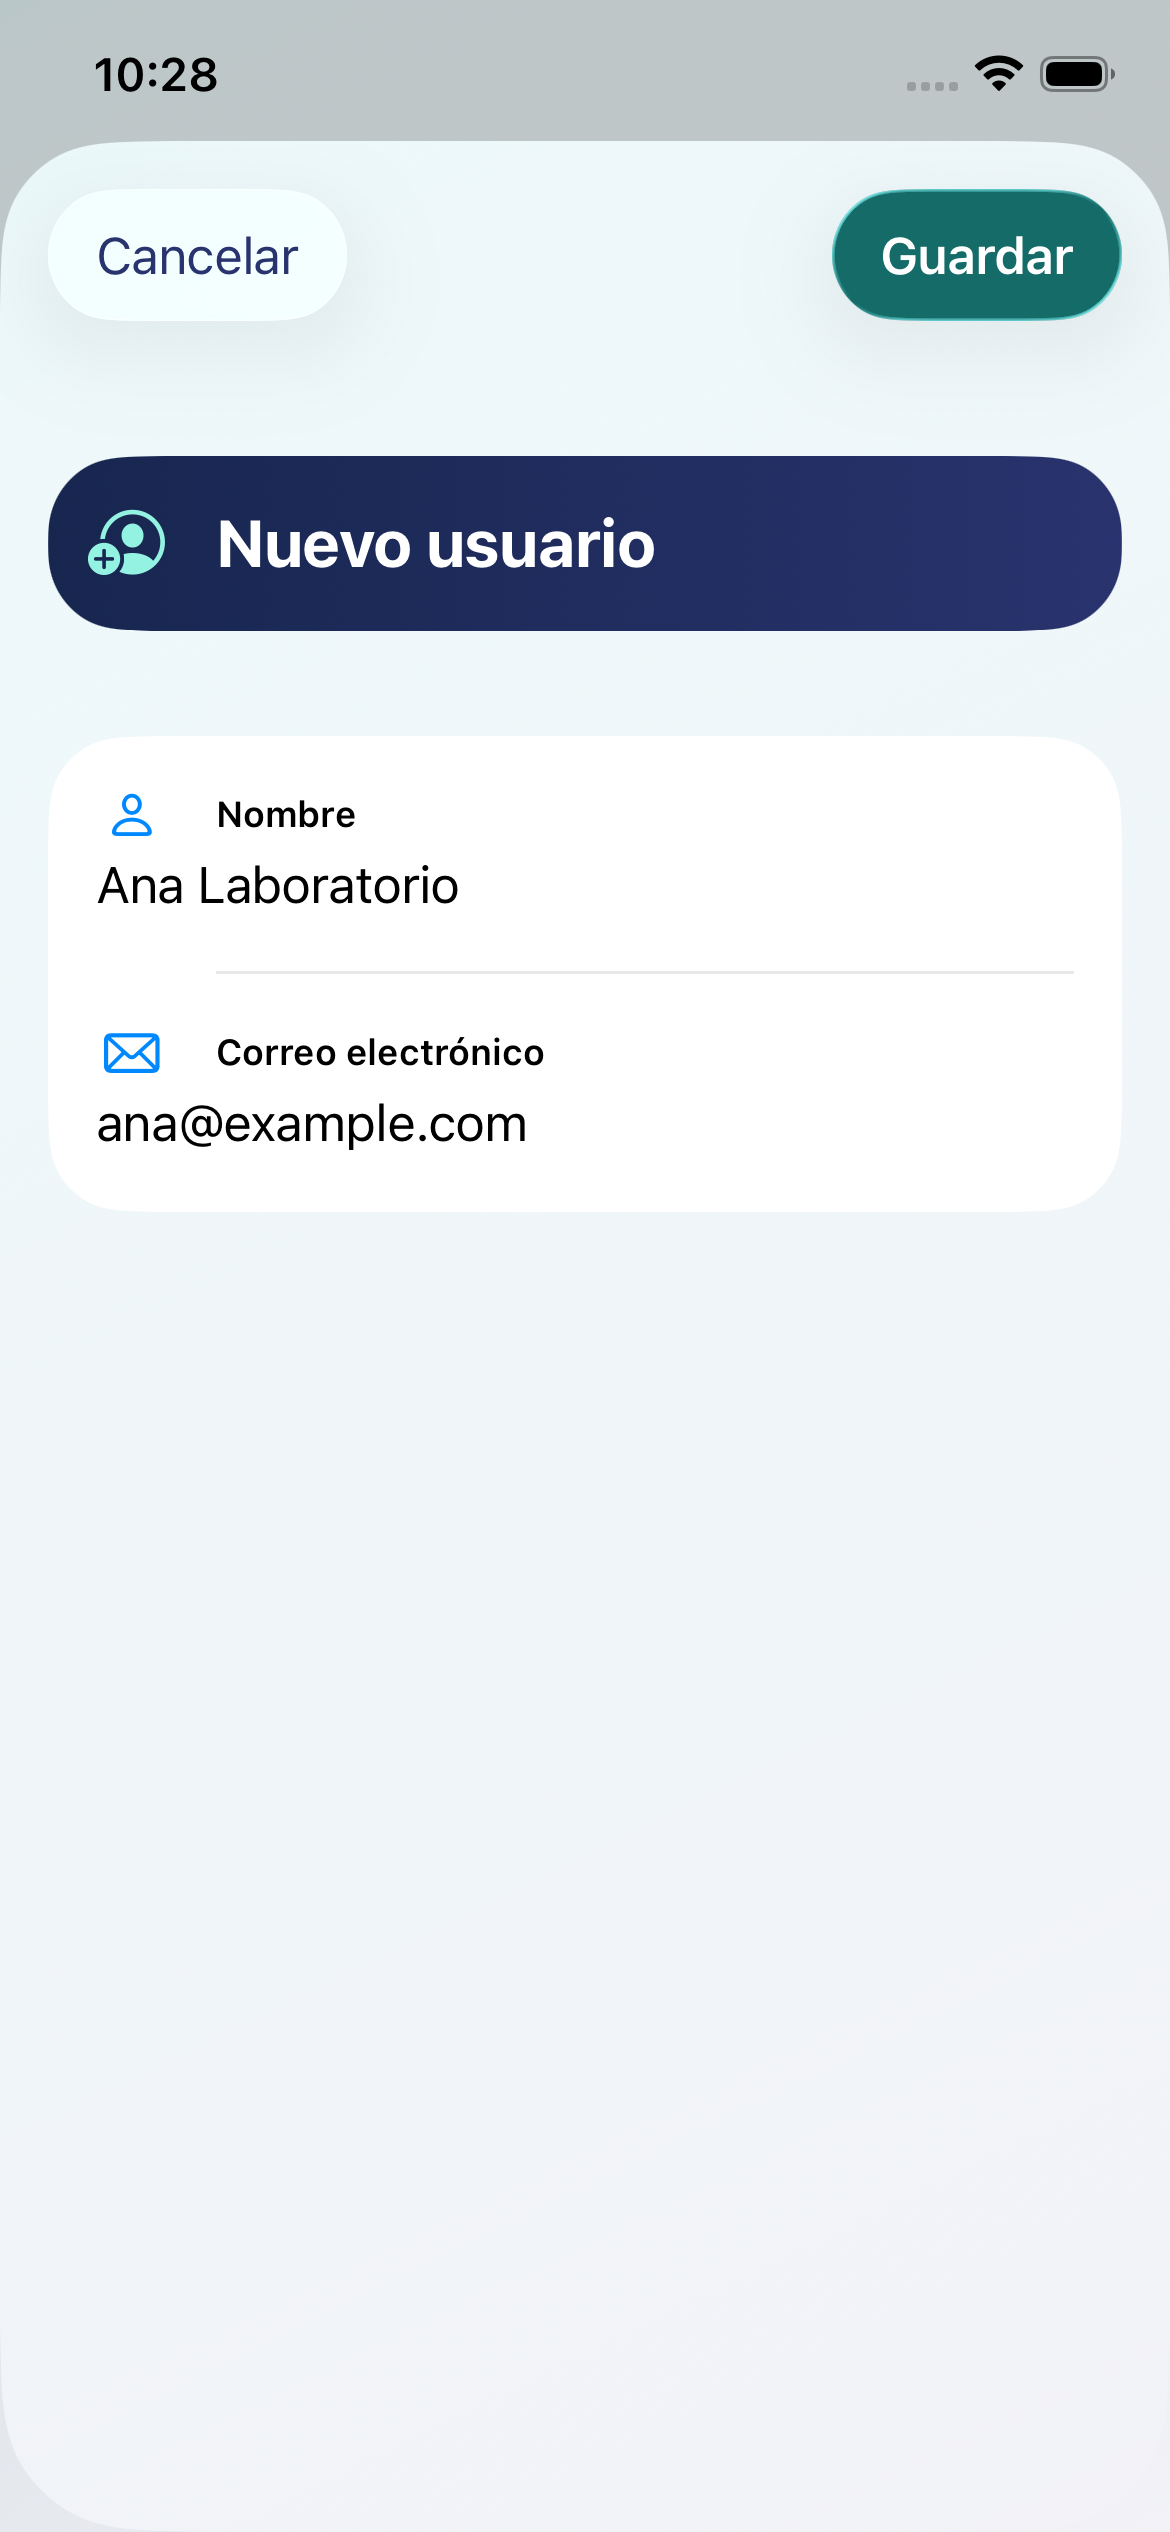 10:28
Cancelar
Guardar
Nuevo usuario
Nombre
Ana Laboratorio
Correo electrónico
ana@example.com